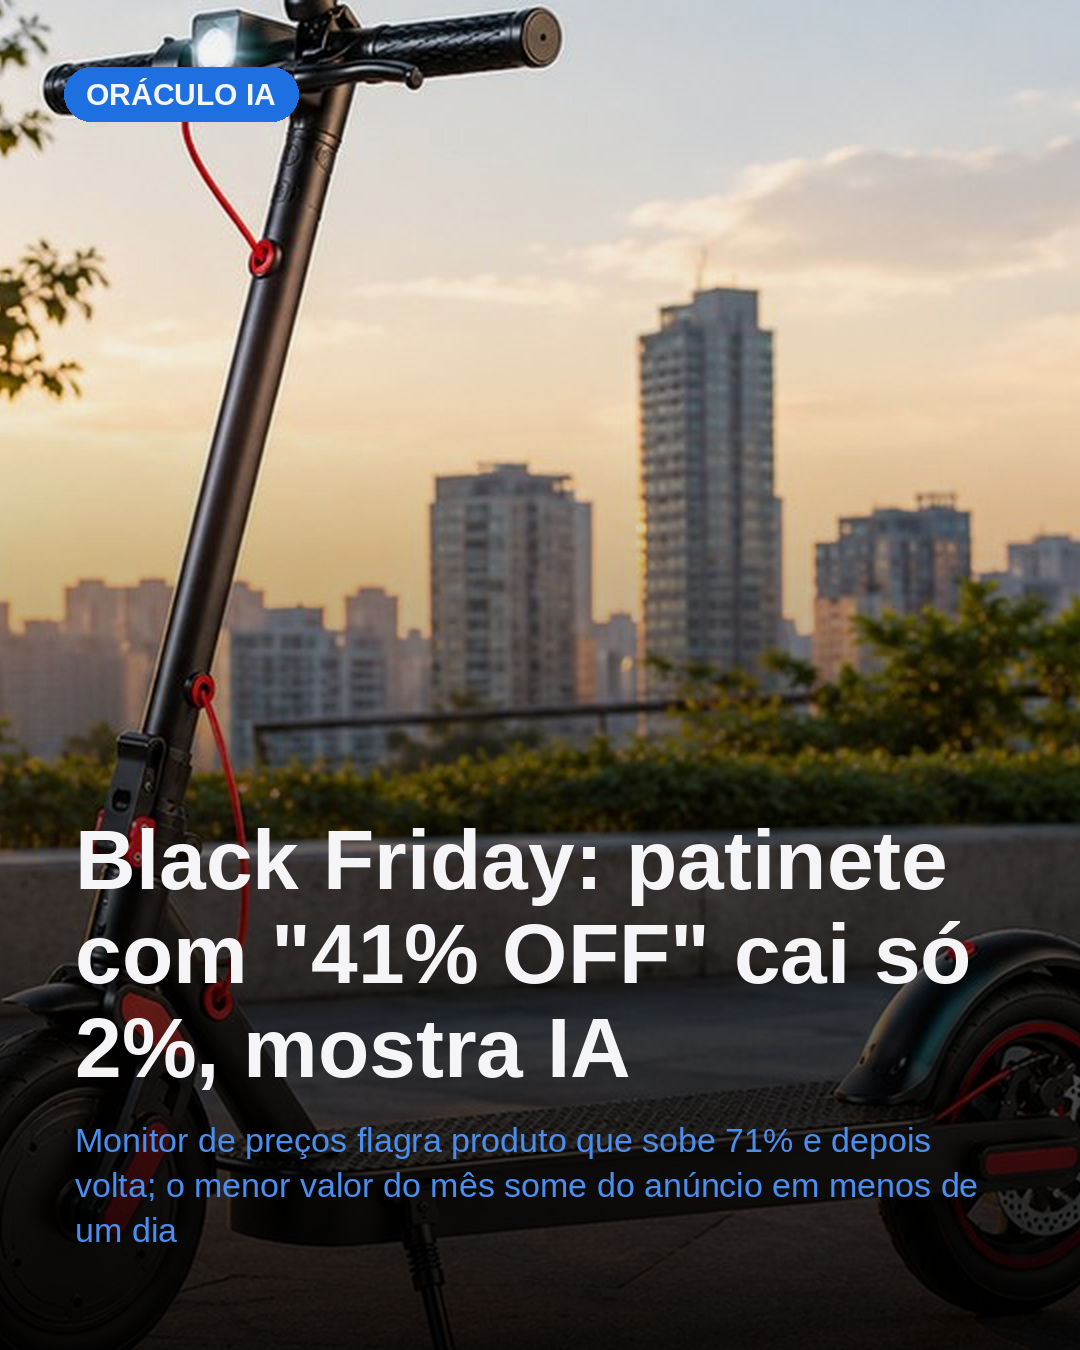 ORÁCULO IA
Black Friday: patinete
com "41% OFF" cai só
2%, mostra IA
Monitor de preços flagra produto que sobe 71% e depois
volta; o menor valor do mês some do anúncio em menos de
um dia